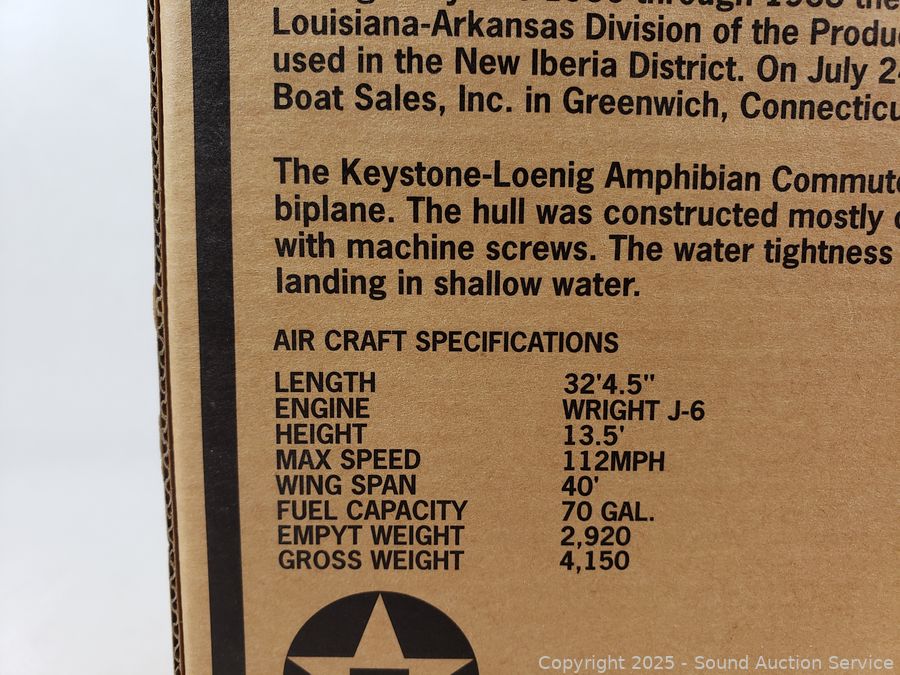 through 19
Louisiana-Arkansas Division of the
used in the New Iberia District. On July
Boat Sales, Inc. in Greenwich,
The Keystone-Loenig Amphibian
biplane. The hull was constructed mostly
with machine screws. The water tightness
landing in shallow water.
AIR CRAFT SPECIFICATIONS
LENGTH 32'4.5"
ENGINE WRIGHT J-6
HEIGHT 13.5'
MAX SPEED 112MPH
WING SPAN 40'
FUEL CAPACITY 70 GAL.
EMPYT WEIGHT 2,920
GROSS WEIGHT 4,150
Copyright 2025 - Sound Auction Service